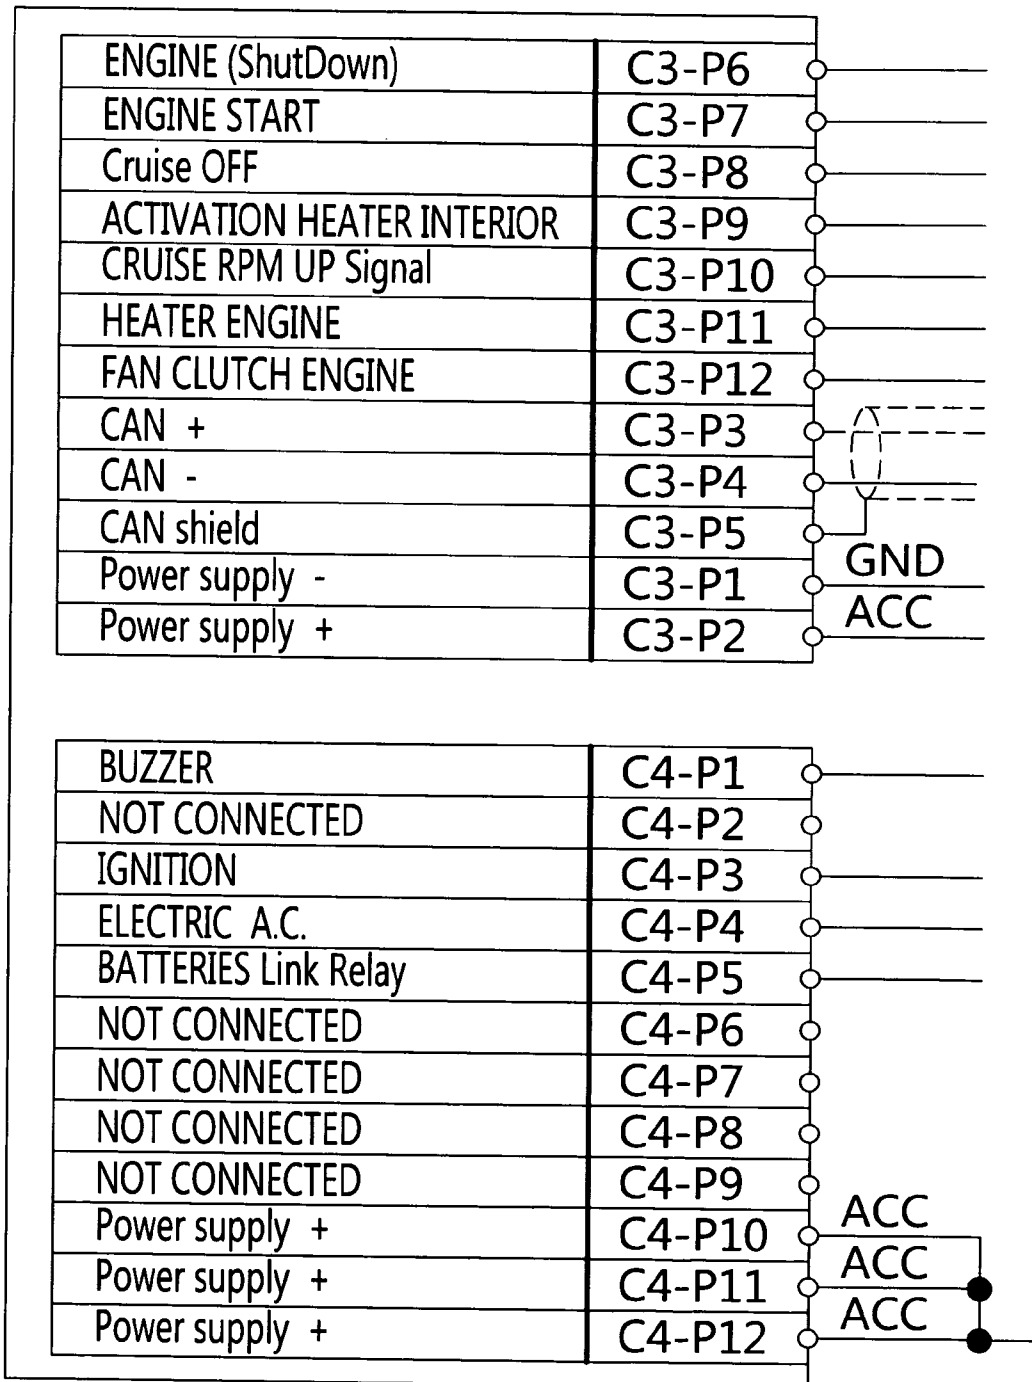 ENGINE (ShutDown) C3-P6
ENGINE START C3-P7
Cruise OFF C3-P8
ACTIVATION HEATER INTERIOR C3-P9
CRUISE RPM UP Signal C3-P10
HEATER ENGINE C3-P11
FAN CLUTCH ENGINE C3-P12
CAN + C3-P3
CAN - C3-P4
CAN shield C3-P5
Power supply - C3-P1 GND
Power supply + C3-P2 ACC
BUZZER C4-P1
NOT CONNECTED C4-P2
IGNITION C4-P3
ELECTRIC A.C. C4-P4
BATTERIES Link Relay C4-P5
NOT CONNECTED C4-P6
NOT CONNECTED C4-P7
NOT CONNECTED C4-P8
NOT CONNECTED C4-P9
Power supply + C4-P10 ACC
Power supply + C4-P11 ACC
Power supply + C4-P12 ACC